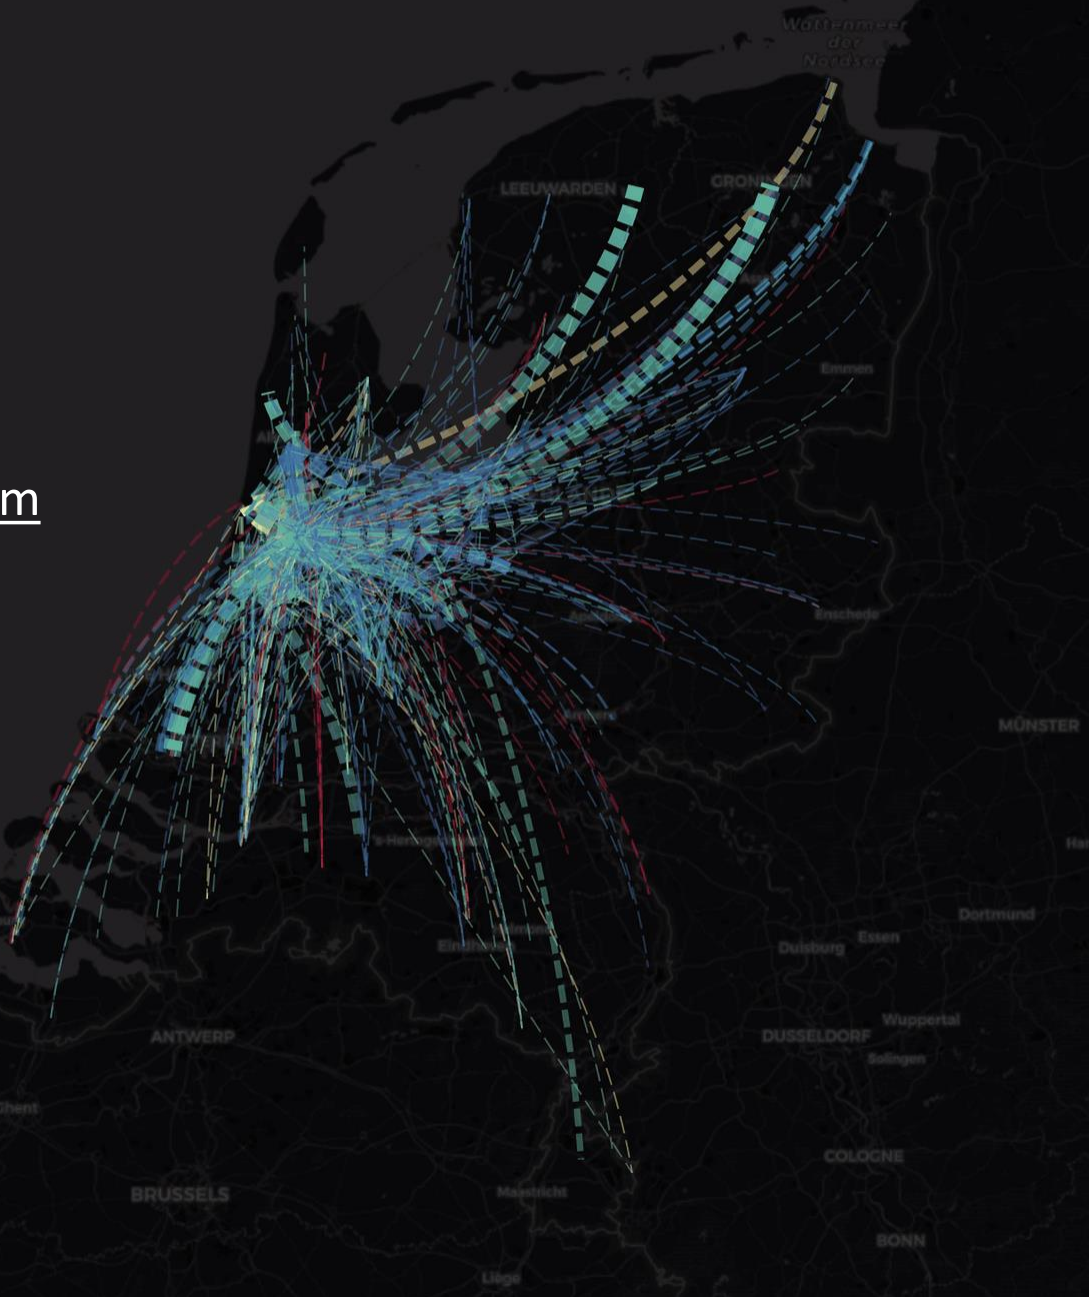 Wattenmeer
der
Nordsee
LEEUWARDEN
GRONINGEN
Emmen
m
Enschede
MÜNSTER
Dortmund
Essen
Duisburg
Wuppertal
ANTWERP
DUSSELDORF
Solingen
COLOGNE
Maastricht
BRUSSELS
BONN
Liège